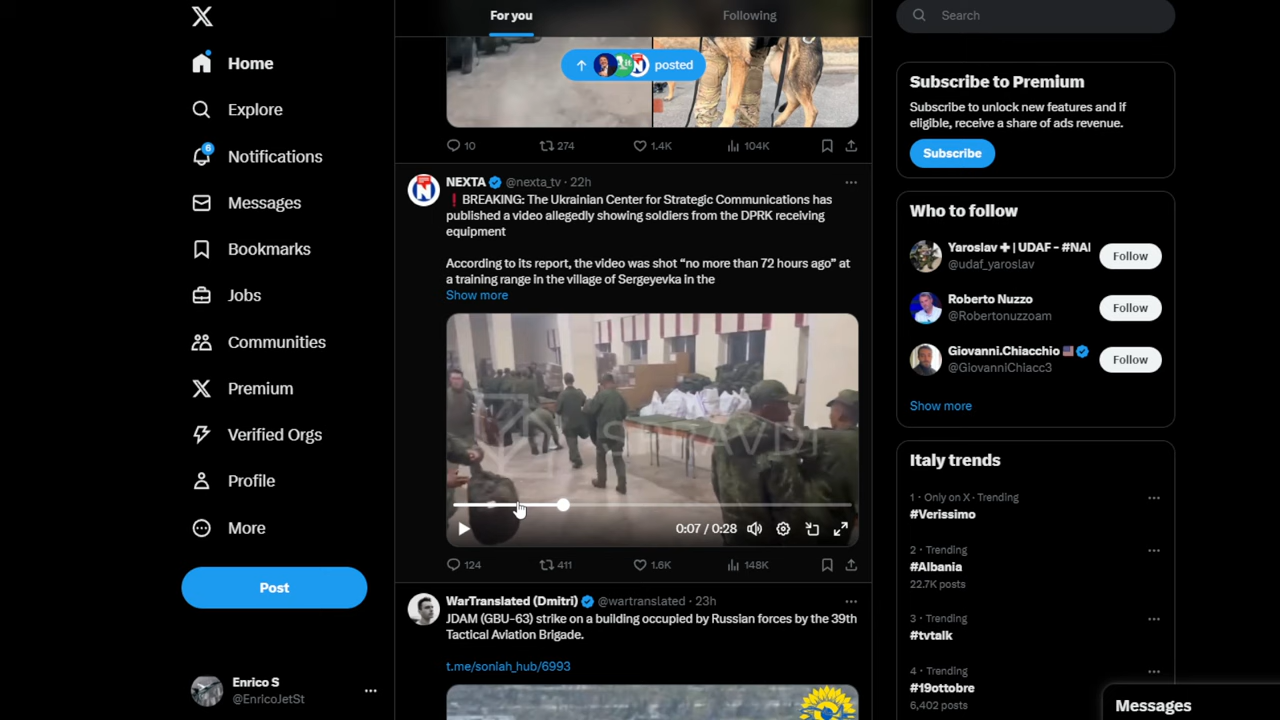 Home
Explore
6
Notifications
Messages
Bookmarks
Jobs
Communities
Premium
Verified Orgs
Profile
More
Post
Enrico S
@EnricoJetSt
For you
Following
posted
10
274
1.4K
104K
NEXTA @nexta_tv · 22h
❗BREAKING: The Ukrainian Center for Strategic Communications has
published a video allegedly showing soldiers from the DPRK receiving
equipment
According to its report, the video was shot “no more than 72 hours ago” at
a training range in the village of Sergeyevka in the
Show more
SPRAVDI
0:07 / 0:28
124
411
1.6K
148K
WarTranslated (Dmitri) @wartranslated · 23h
JDAM (GBU-63) strike on a building occupied by Russian forces by the 39th
Tactical Aviation Brigade.
t.me/soniah_hub/6993
Search
Subscribe to Premium
Subscribe to unlock new features and if
eligible, receive a share of ads revenue.
Subscribe
Who to follow
Yaroslav ✚ | UDAF - #NAI
@udaf_yaroslav
Follow
Roberto Nuzzo
@Robertonuzzoam
Follow
Giovanni.Chiacchio
@GiovanniChiacc3
Follow
Show more
Italy trends
1 · Only on X · Trending
#Verissimo
2 · Trending
#Albania
22.7K posts
3 · Trending
#tvtalk
4 · Trending
#19ottobre
6,402 posts
Messages